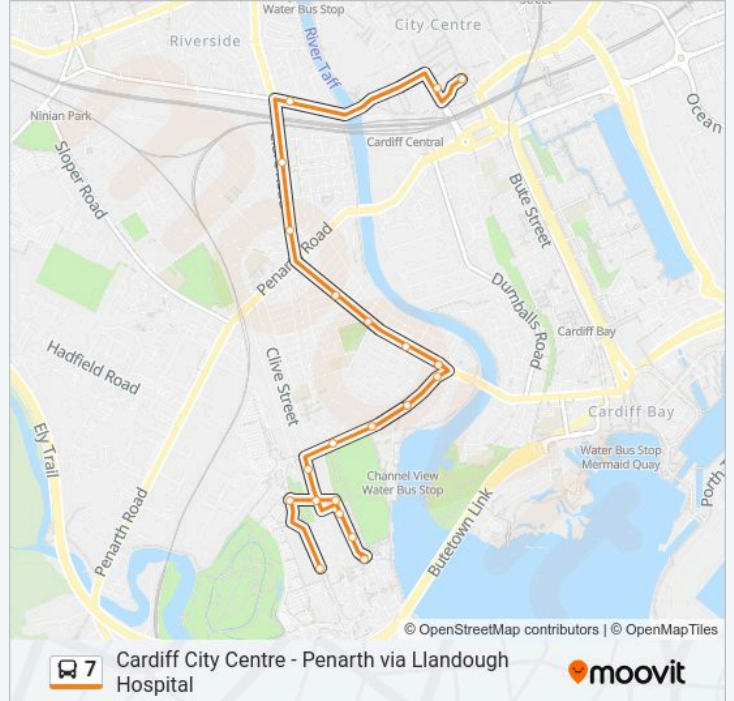 Water Bus Stop
City Centre
Riverside
River Taff
Ocean
Ninian Park
Cardiff Central
Sloper Road
Bute Street
Penarth Road
Dumballs Road
Cardiff Bay
Hadfield Road
Clive Street
Cardiff Bay
Ely Trail
Water Bus Stop
Mermaid Quay
Channel View
Water Bus Stop
Porth
Butetown Link
Penarth Road
© OpenStreetMap contributors | © OpenMapTiles
7
Cardiff City Centre - Penarth via Llandough
Hospital
moovit